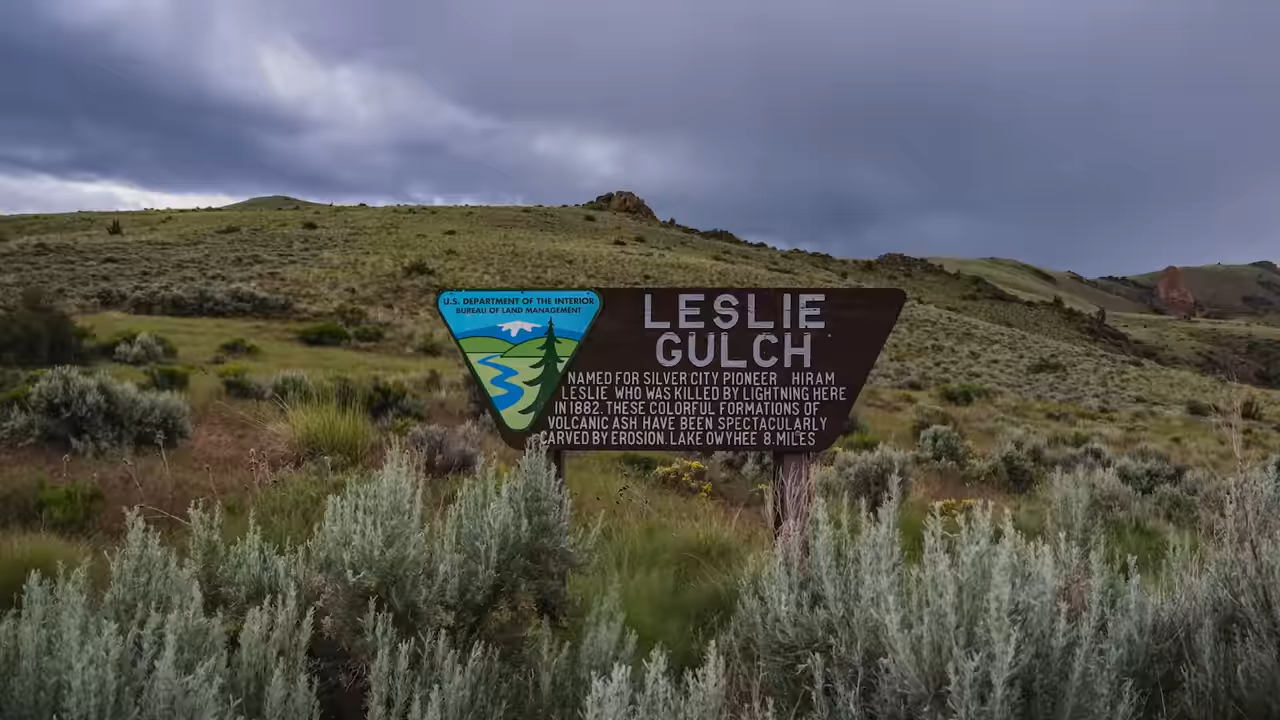 U.S. DEPARTMENT OF THE INTERIOR
BUREAU OF LAND MANAGEMENT
LESLIE
GULCH
NAMED FOR SILVER CITY PIONEER HIRAM
LESLIE WHO WAS KILLED BY LIGHTNING HERE
IN 1882. THESE COLORFUL FORMATIONS OF
VOLCANIC ASH HAVE BEEN SPECTACULARLY
CARVED BY EROSION. LAKE OWYHEE 8 MILES